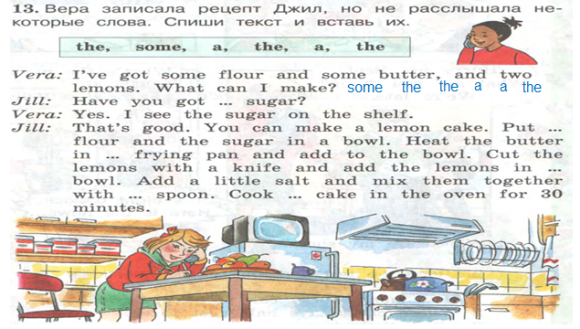 13. Вера записала рецепт Джил, но не расслышала не-
которые слова. Спиши текст и вставь их.
the, some, a, the, a, the
Vera: I've got some flour and some butter, and two
lemons. What can I make? some the the a a the
Jill: Have you got ... sugar?
Vera: Yes. I see the sugar on the shelf.
Jill: That's good. You can make a lemon cake. Put ...
flour and the sugar in a bowl. Heat the butter
in ... frying pan and add to the bowl. Cut the
lemons with a knife and add the lemons in ...
bowl. Add a little salt and mix them together
with ... spoon. Cook ... cake in the oven for 30
minutes.